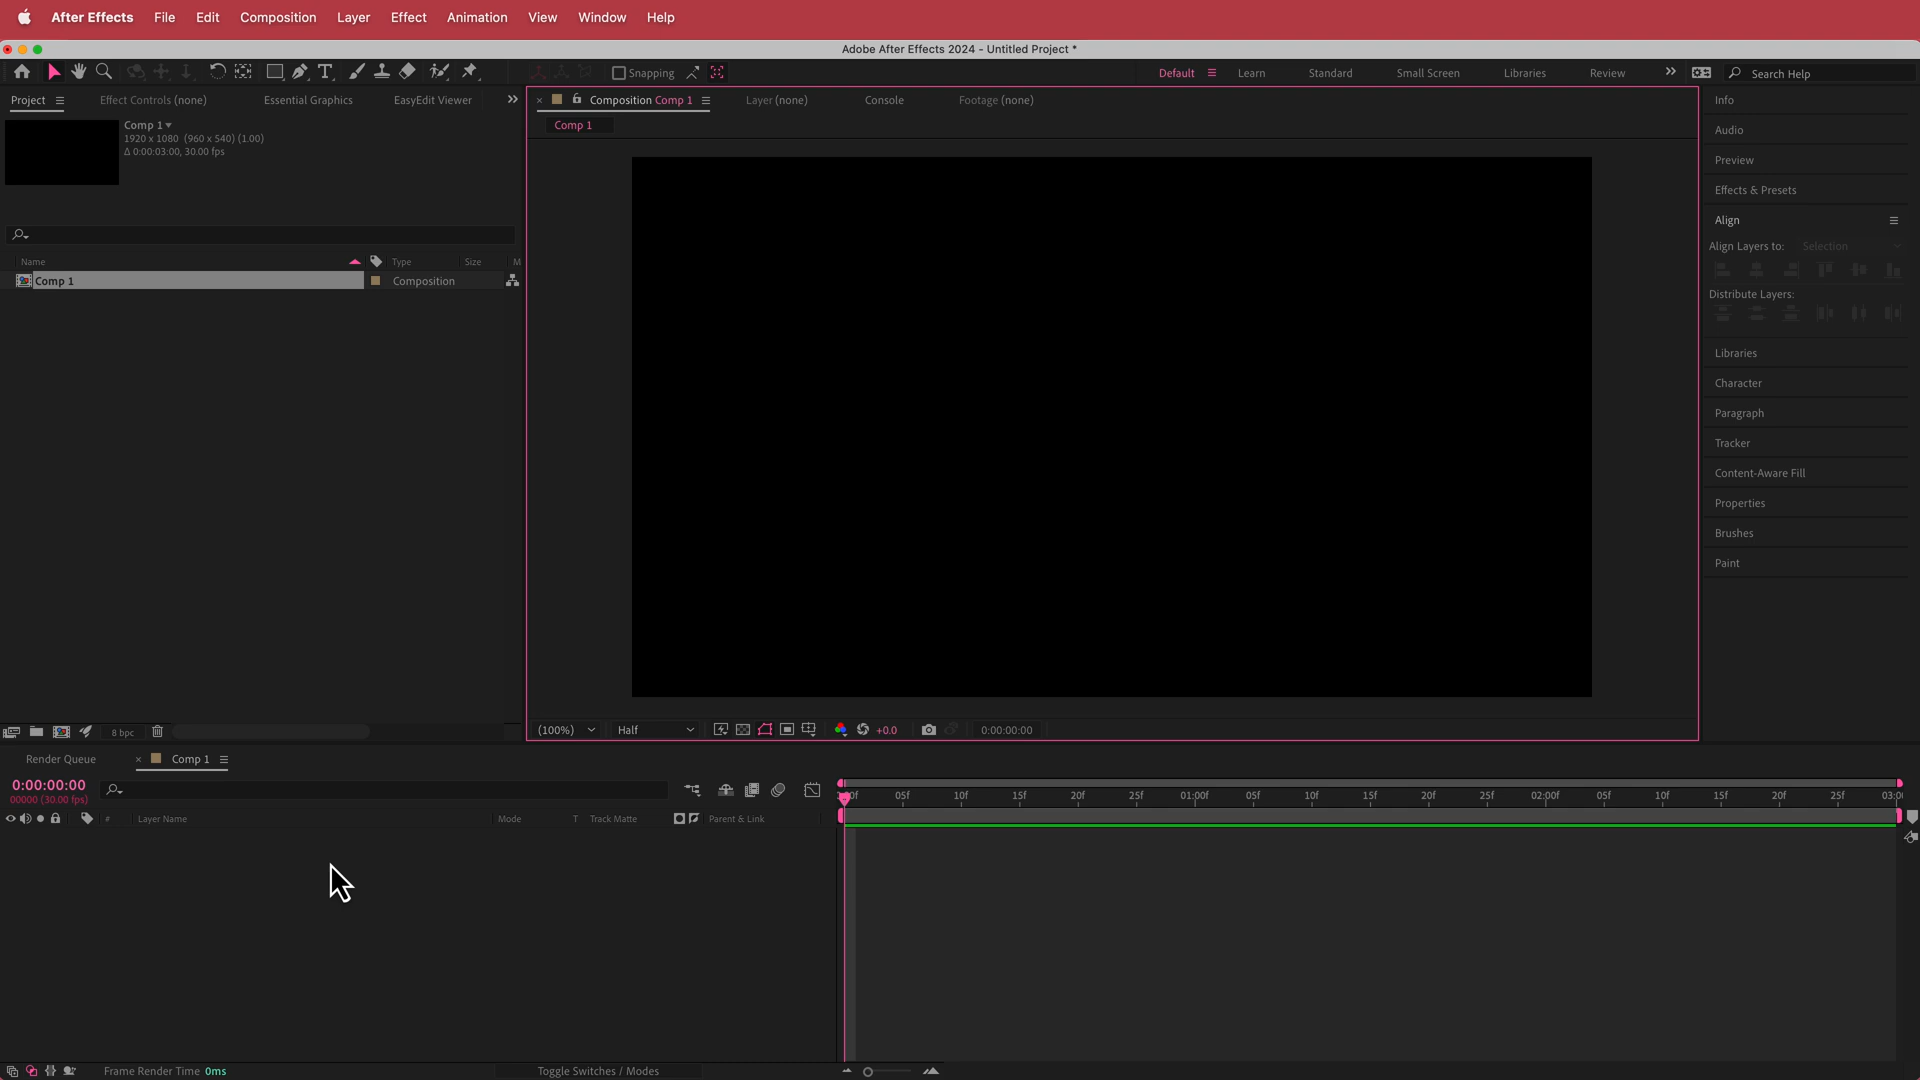 After Effects File Edit Composition Layer Effect Animation View Window Help
Adobe After Effects 2024 - Untitled Project *
Snapping Default Learn Standard Small Screen Libraries Review Search Help
Project Effect Controls (none) Essential Graphics EasyEdit Viewer
Composition Comp 1 Layer (none) Console Footage (none)
Comp 1
Comp 1
1920 x 1080 (960 x 540) (1.00)
Δ 0:00:03:00, 30.00 fps
Name Type Size M
Comp 1 Composition
(100%) Half +0.0 0:00:00:00
8 bpc
Info
Audio
Preview
Effects & Presets
Align
Align Layers to: Selection
Distribute Layers:
Libraries
Character
Paragraph
Tracker
Content-Aware Fill
Properties
Brushes
Paint
Render Queue Comp 1
0:00:00:00
00000 (30.00 fps)
# Layer Name Mode T Track Matte Parent & Link
05f 10f 15f 20f 25f 01:00f 05f 10f 15f 20f 25f 02:00f 05f 10f 15f 20f 25f
Frame Render Time 0ms
Toggle Switches / Modes